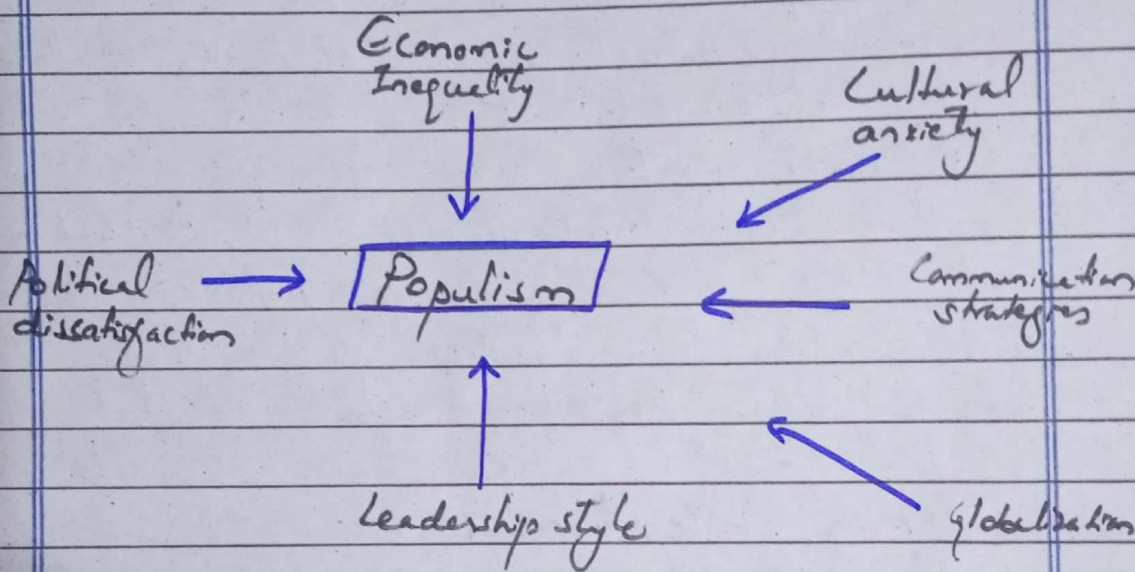 Economic
Inequality
Cultural
anxiety
Political
dissatisfaction
Populism
Communication
strategies
Leadership style
Globalization